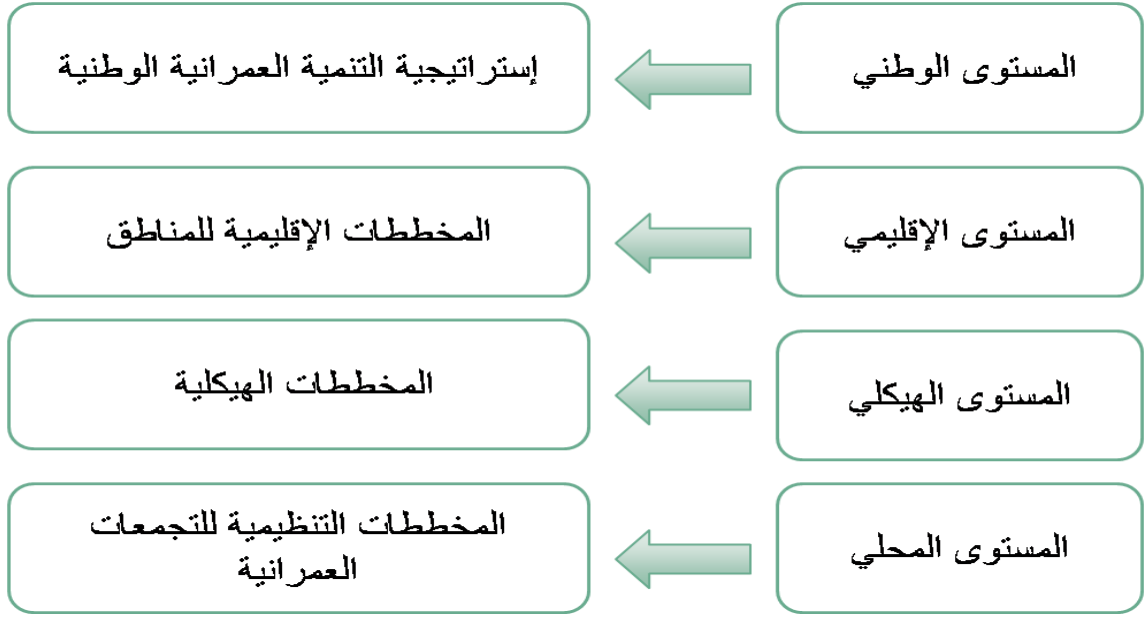 المستوى الوطني
إستراتيجية التنمية العمرانية الوطنية
المستوى الإقليمي
المخططات الإقليمية للمناطق
المستوى الهيكلي
المخططات الهيكلية
المستوى المحلي
المخططات التنظيمية للتجمعات
العمرانية